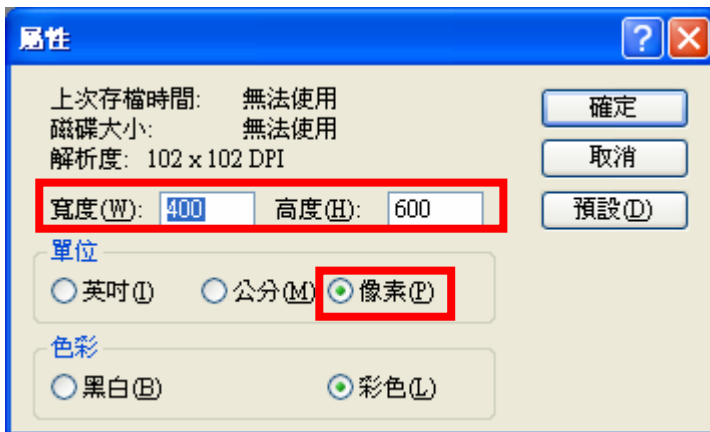 屬性
上次存檔時間: 無法使用
磁碟大小: 無法使用
解析度: 102 x 102 DPI
確定
取消
預設(D)
寬度(W): 400 高度(H): 600
單位
英吋(I) 公分(M) 像素(P)
色彩
黑白(B) 彩色(L)